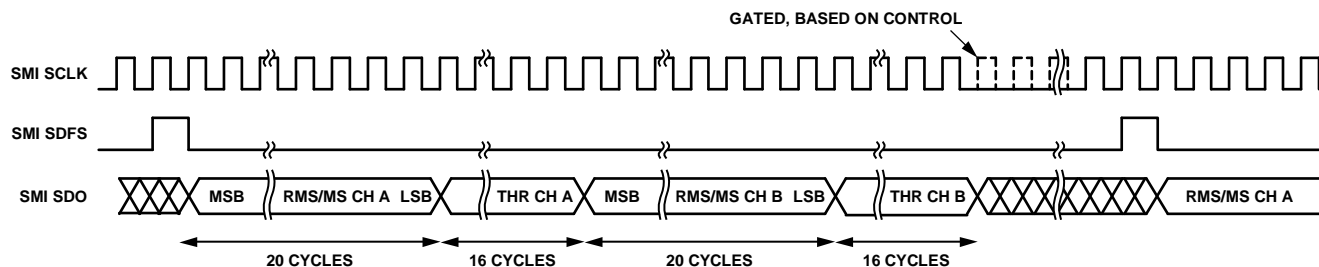 GATED, BASED ON CONTROL
SMI SCLK
SMI SDFS
SMI SDO
MSB
RMS/MS CH A
LSB
THR CH A
MSB
RMS/MS CH B
LSB
THR CH B
RMS/MS CH A
20 CYCLES
16 CYCLES
20 CYCLES
16 CYCLES